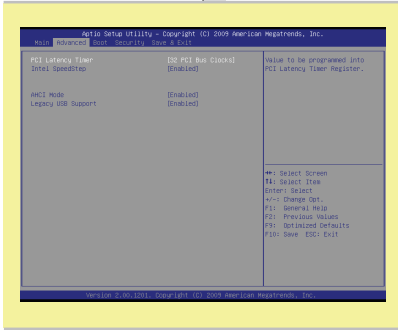 Aptio Setup Utility – Copyright (C) 2009 American Megatrends, Inc.
Main Advanced Boot Security Save & Exit
PCI Latency Timer [32 PCI Bus Clocks]
Intel SpeedStep [Enabled]
AHCI Mode [Enabled]
Legacy USB Support [Enabled]
Value to be programmed into
PCI Latency Timer Register.
→←: Select Screen
↑↓: Select Item
Enter: Select
+/-: Change Opt.
F1: General Help
F2: Previous Values
F9: Optimized Defaults
F10: Save ESC: Exit
Version 2.00.1201. Copyright (C) 2009 American Megatrends, Inc.